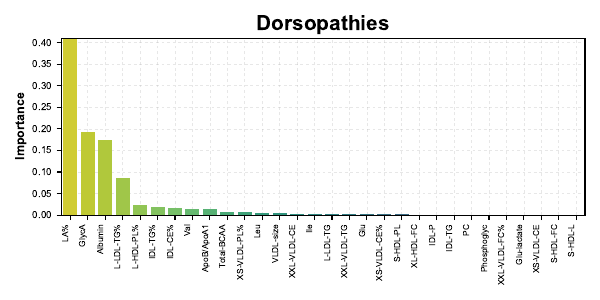 Dorsopathies
Importance
0.40
0.35
0.30
0.25
0.20
0.15
0.10
0.05
0.00
LA%
GlycA
Albumin
L-LDL-TG%
L-HDL-PL%
IDL-TG%
IDL-CE%
Val
ApoB/ApoA1
Total-BCAA
XS-VLDL-PL%
Leu
VLDL-size
XXL-VLDL-CE
Ile
L-LDL-TG
XXL-VLDL-TG
Glu
XS-VLDL-CE%
S-HDL-PL
XL-HDL-FC
IDL-P
IDL-TG
PC
Phosphoglyc
XXL-VLDL-FC%
Glu-lactate
XS-VLDL-CE
S-HDL-FC
S-HDL-L